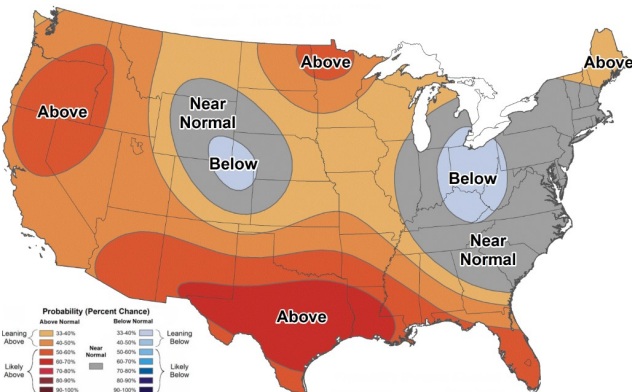 Above
Above
Above
Near
Normal
Below
Below
Near
Normal
Above
Probability (Percent Chance)
Above Normal
Below Normal
Leaning
Above
33-40%
40-50%
Likely
Above
50-60%
60-70%
70-80%
80-90%
90-100%
Near
Normal
33-40%
40-50%
Leaning
Below
50-60%
60-70%
70-80%
80-90%
90-100%
Likely
Below